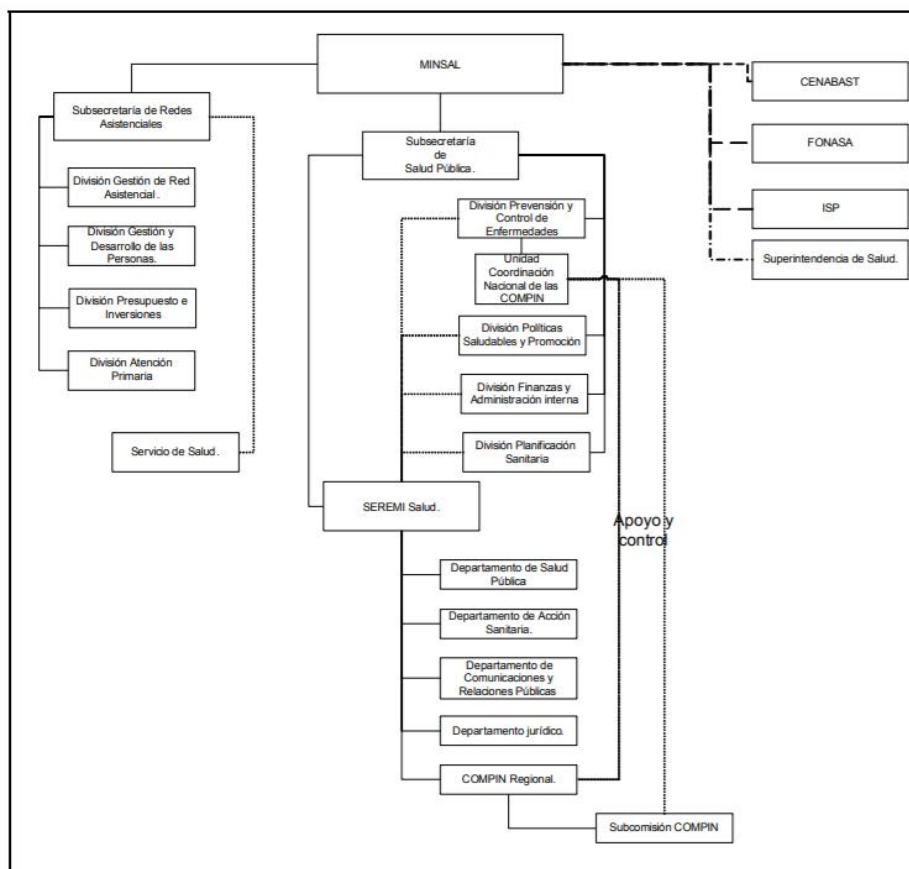 MINSAL
CENABAST
Subsecretaría de Redes
Asistenciales
Subsecretaría
de
Salud Pública.
FONASA
División Gestión de Red
Asistencial .
División Prevención y
Control de
Enfermedades
ISP
División Gestión y
Desarrollo de las
Personas.
Unidad
Coordinación
Nacional de las
COMPIN
Superintendencia de Salud.
División Presupuesto e
Inversiones
División Políticas
Saludables y Promoción
División Atención
Primaria
División Finanzas y
Administración interna
Servicio de Salud .
División Planificación
Sanitaria
SEREMI Salud .
Apoyo y
control
Departamento de Salud
Pública
Departamento de Acción
Sanitaria.
Departamento de
Comunicaciones y
Relaciones Públicas
Departamento jurídico.
COMPIN Regional.
Subcomisión COMPIN